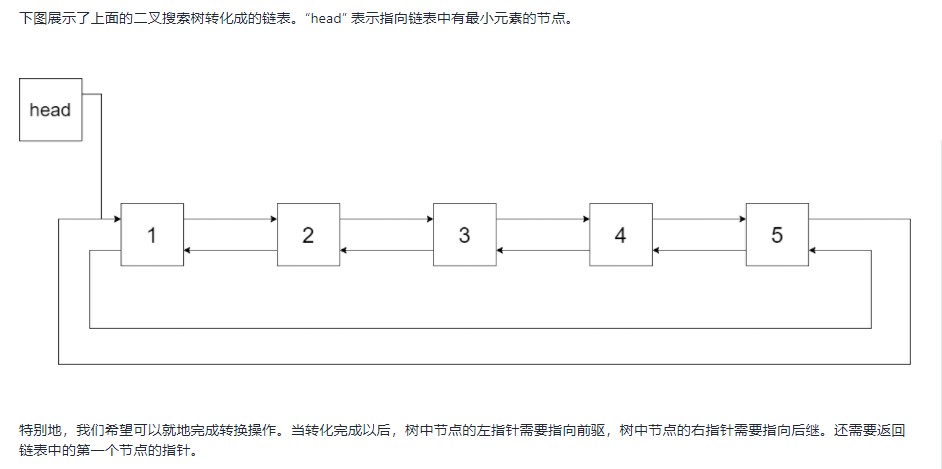 下图展示了上面的二叉搜索树转化成的链表。“head” 表示指向链表中有最小元素的节点。
head
1
2
3
4
5
特别地，我们希望可以就地完成转换操作。当转化完成以后，树中节点的左指针需要指向前驱，树中节点的右指针需要指向后继。还需要返回
链表中的第一个节点的指针。